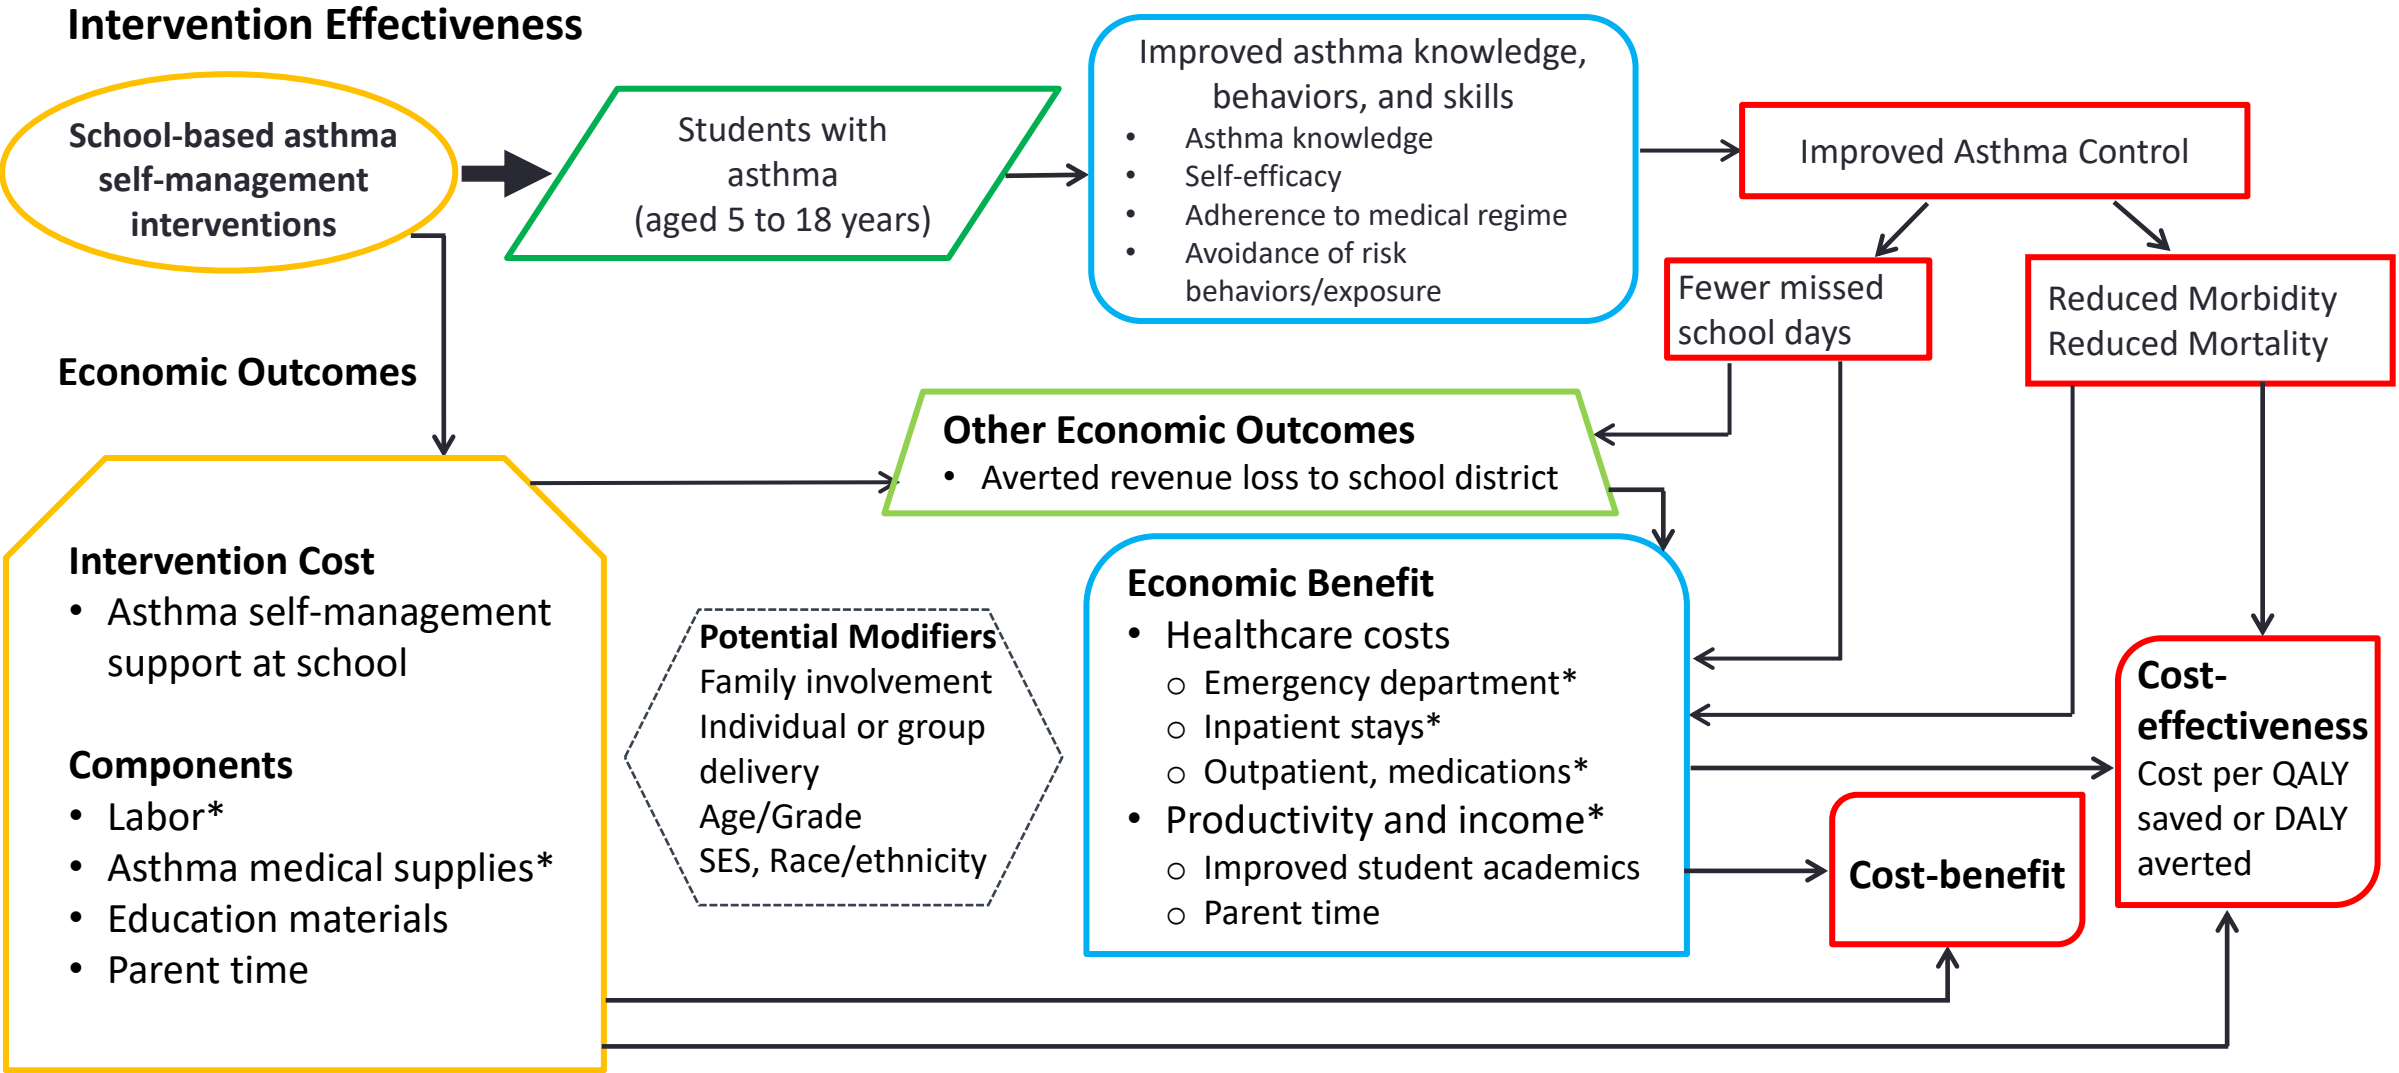 Intervention Effectiveness
School-based asthma
self-management
interventions
Students with
asthma
(aged 5 to 18 years)
Improved asthma knowledge,
behaviors, and skills
• Asthma knowledge
• Self-efficacy
• Adherence to medical regime
• Avoidance of risk
behaviors/exposure
Improved Asthma Control
Fewer missed
school days
Reduced Morbidity
Reduced Mortality
Economic Outcomes
Other Economic Outcomes
• Averted revenue loss to school district
Intervention Cost
• Asthma self-management
support at school
Components
• Labor*
• Asthma medical supplies*
• Education materials
• Parent time
Potential Modifiers
Family involvement
Individual or group
delivery
Age/Grade
SES, Race/ethnicity
Economic Benefit
• Healthcare costs
o Emergency department*
o Inpatient stays*
o Outpatient, medications*
• Productivity and income*
o Improved student academics
o Parent time
Cost-benefit
Cost-
effectiveness
Cost per QALY
saved or DALY
averted